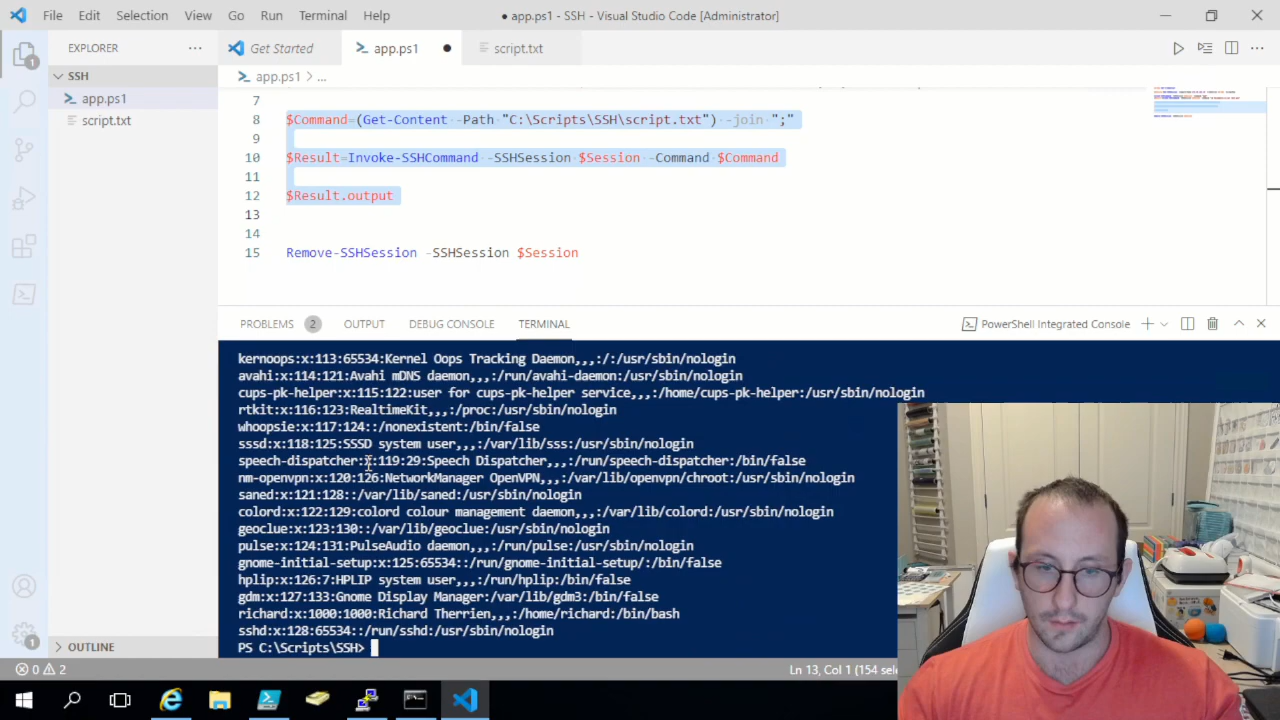 File Edit Selection View Go Run Terminal Help
● app.ps1 - SSH - Visual Studio Code [Administrator]
EXPLORER
Get Started
app.ps1
script.txt
SSH
app.ps1 > ...
app.ps1
script.txt
7
8 $Command=(Get-Content -Path "C:\Scripts\SSH\script.txt") -Join ";"
9
10 $Result=Invoke-SSHCommand -SSHSession $Session -Command $Command
11
12 $Result.output
13
14
15 Remove-SSHSession -SSHSession $Session
PROBLEMS 2 OUTPUT DEBUG CONSOLE TERMINAL
PowerShell Integrated Console
kernoops:x:113:65534:Kernel Oops Tracking Daemon,,,:/:/usr/sbin/nologin
avahi:x:114:121:Avahi mDNS daemon,,,:/run/avahi-daemon:/usr/sbin/nologin
cups-pk-helper:x:115:122:user for cups-pk-helper service,,,:/home/cups-pk-helper:/usr/sbin/nologin
rtkit:x:116:123:RealtimeKit,,,:/proc:/usr/sbin/nologin
whoopsie:x:117:124::/nonexistent:/bin/false
sssd:x:118:125:SSSD system user,,,:/var/lib/sss:/usr/sbin/nologin
speech-dispatcher:x:119:29:Speech Dispatcher,,,:/run/speech-dispatcher:/bin/false
nm-openvpn:x:120:126:NetworkManager OpenVPN,,,:/var/lib/openvpn/chroot:/usr/sbin/nologin
saned:x:121:128::/var/lib/saned:/usr/sbin/nologin
colord:x:122:129:colord colour management daemon,,,:/var/lib/colord:/usr/sbin/nologin
geoclue:x:123:130::/var/lib/geoclue:/usr/sbin/nologin
pulse:x:124:131:PulseAudio daemon,,,:/run/pulse:/usr/sbin/nologin
gnome-initial-setup:x:125:65534::/run/gnome-initial-setup/:/bin/false
hplip:x:126:7:HPLIP system user,,,:/run/hplip:/bin/false
gdm:x:127:133:Gnome Display Manager:/var/lib/gdm3:/bin/false
richard:x:1000:1000:Richard Therrien,,,:/home/richard:/bin/bash
sshd:x:128:65534::/run/sshd:/usr/sbin/nologin
PS C:\Scripts\SSH>
OUTLINE
0 2
Ln 13, Col 1 (154 sele
1
1